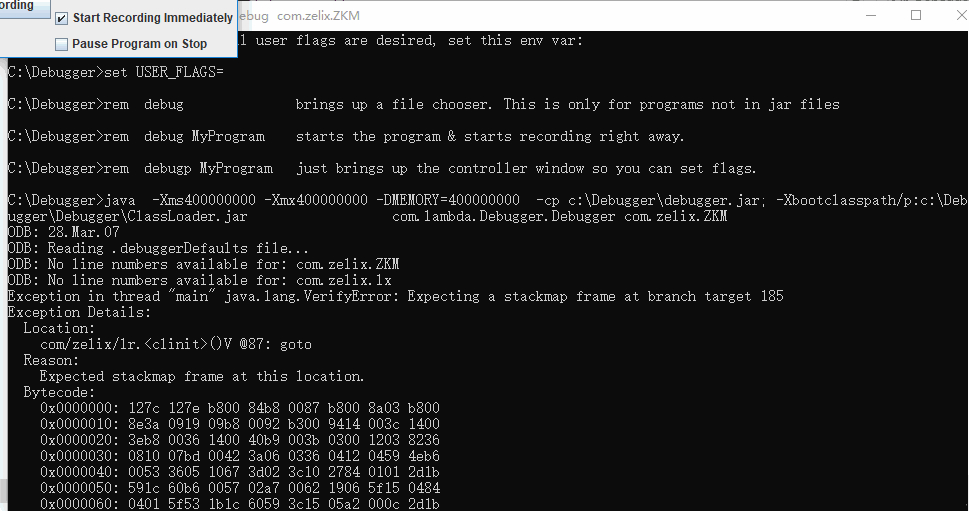 ording
Start Recording Immediately
Pause Program on Stop
ebug com.zelix.ZKM
l user flags are desired, set this env var:
C:\Debugger>set USER_FLAGS=
C:\Debugger>rem  debug              brings up a file chooser. This is only for programs not in jar files
C:\Debugger>rem  debug MyProgram    starts the program & starts recording right away.
C:\Debugger>rem  debugp MyProgram   just brings up the controller window so you can set flags.
C:\Debugger>java  -Xms400000000 -Xmx400000000 -DMEMORY=400000000  -cp c:\Debugger\debugger.jar; -Xbootclasspath/p:c:\Deb
ugger\Debugger\ClassLoader.jar                  com.lambda.Debugger.Debugger com.zelix.ZKM
ODB: 28.Mar.07
ODB: Reading .debuggerDefaults file...
ODB: No line numbers available for: com.zelix.ZKM
ODB: No line numbers available for: com.zelix.lx
Exception in thread "main" java.lang.VerifyError: Expecting a stackmap frame at branch target 185
Exception Details:
  Location:
    com/zelix/lr.<clinit>()V @87: goto
  Reason:
    Expected stackmap frame at this location.
  Bytecode:
    0x0000000: 127c 127e b800 84b8 0087 b800 8a03 b800
    0x0000010: 8e3a 0919 09b8 0092 b300 9414 003c 1400
    0x0000020: 3eb8 0036 1400 40b9 003b 0300 1203 8236
    0x0000030: 0810 07bd 0042 3a06 0336 0412 0459 4eb6
    0x0000040: 0053 3605 1067 3d02 3c10 2784 0101 2d1b
    0x0000050: 591c 60b6 0057 02a7 0062 1906 5f15 0484
    0x0000060: 0401 5f53 1b1c 6059 3c15 05a2 000c 2d1b